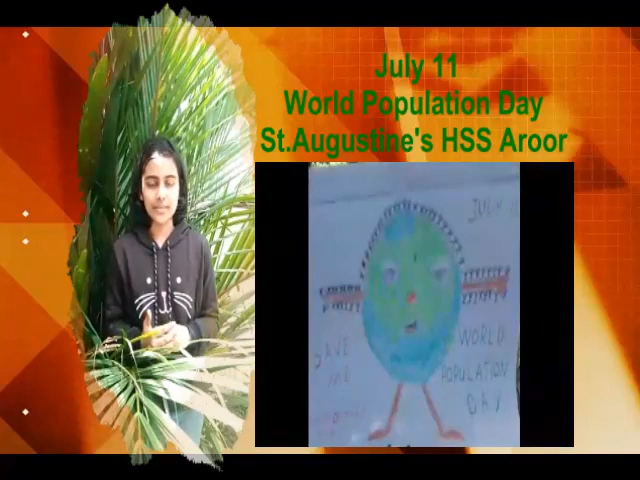 July 11
World Population Day
St.Augustine's HSS Aroor
JULY 11
SAVE
ME
WORLD
POPULATION
DAY